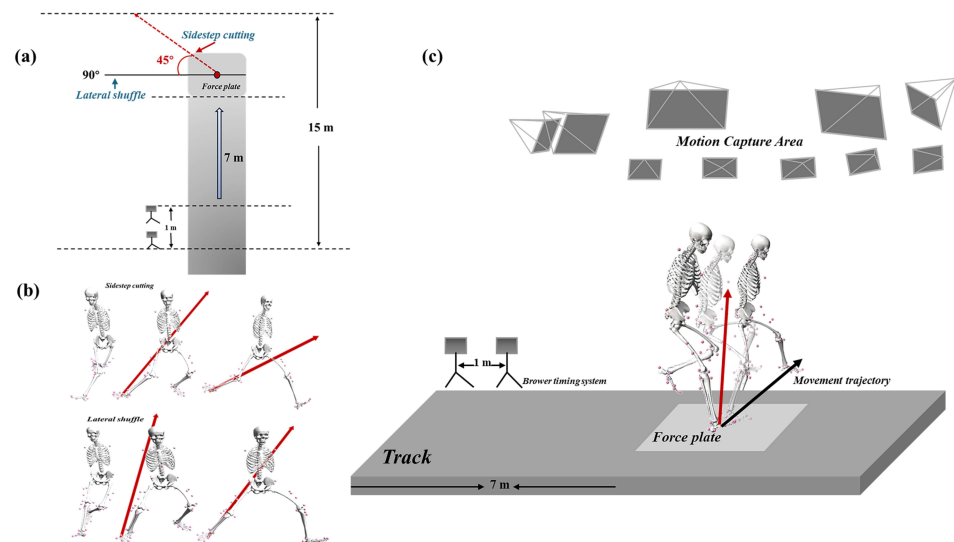 (a)
Sidestep cutting
45°
90°
Force plate
Lateral shuffle
15 m
7 m
1 m
(b)
Sidestep cutting
Lateral shuffle
(c)
Motion Capture Area
1 m
Brower timing system
Movement trajectory
Force plate
Track
7 m